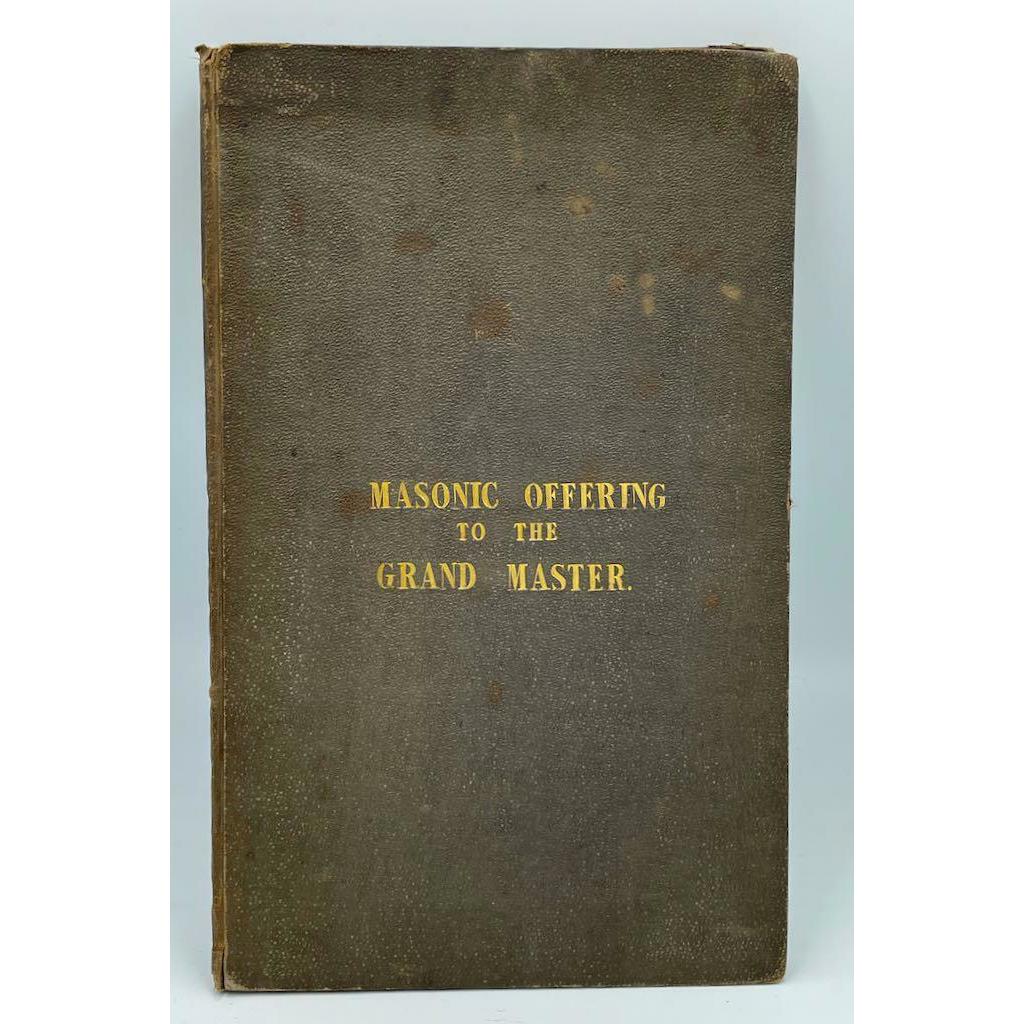 MASONIC OFFERING
TO THE
GRAND MASTER.